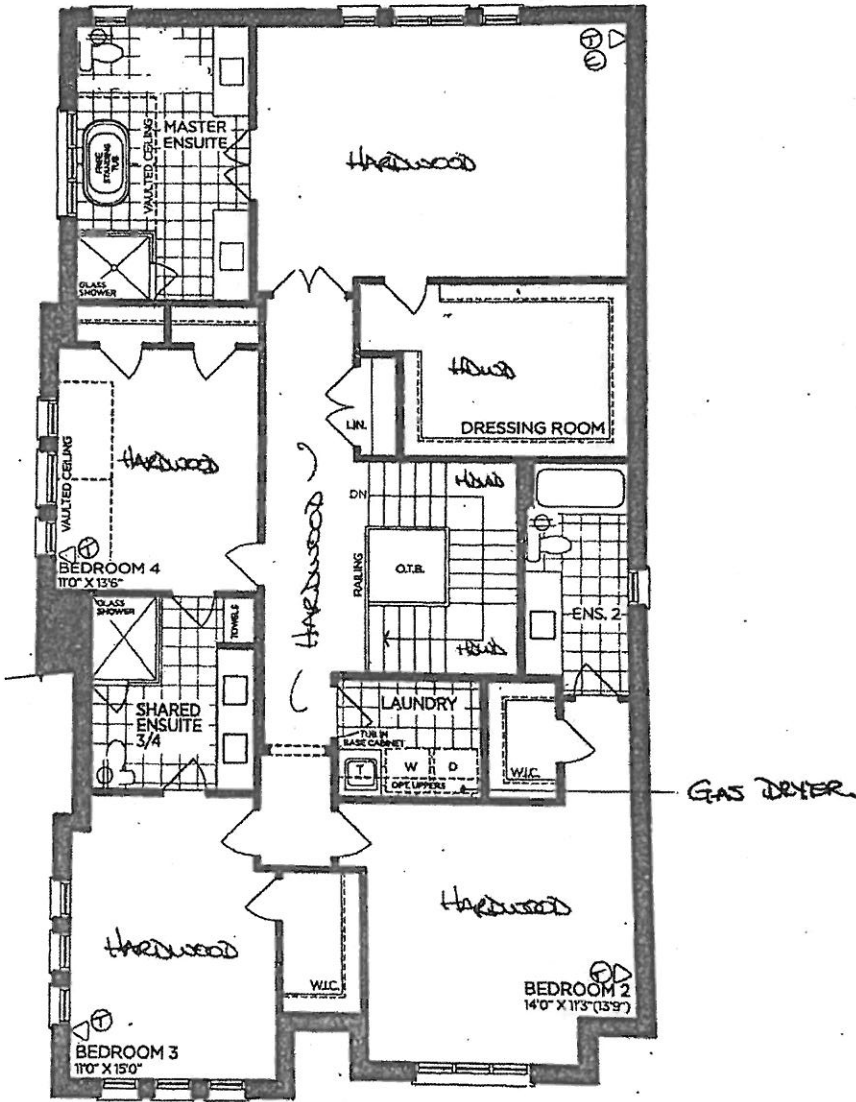 T
E
MASTER
ENSUITE
VAULTED CEILING
FREE
STANDING
TUB
HARDWOOD
GLASS
SHOWER
HDWD
DRESSING ROOM
LIN.
HARDWOOD
VAULTED CEILING
T
BEDROOM 4
11'0" X 13'6"
HARDWOOD
DN
HDWD
RAILING
O.T.B.
HDWD
ENS. 2
GLASS
SHOWER
TOWELS
SHARED
ENSUITE
3/4
LAUNDRY
TUB IN
BASE CABINET
T
W
D
OPT. UPPERS
W.I.C.
GAS DRYER
HARDWOOD
HARDWOOD
W.I.C.
T
BEDROOM 2
14'0" X 11'3"(13'9")
T
BEDROOM 3
11'0" X 15'0"